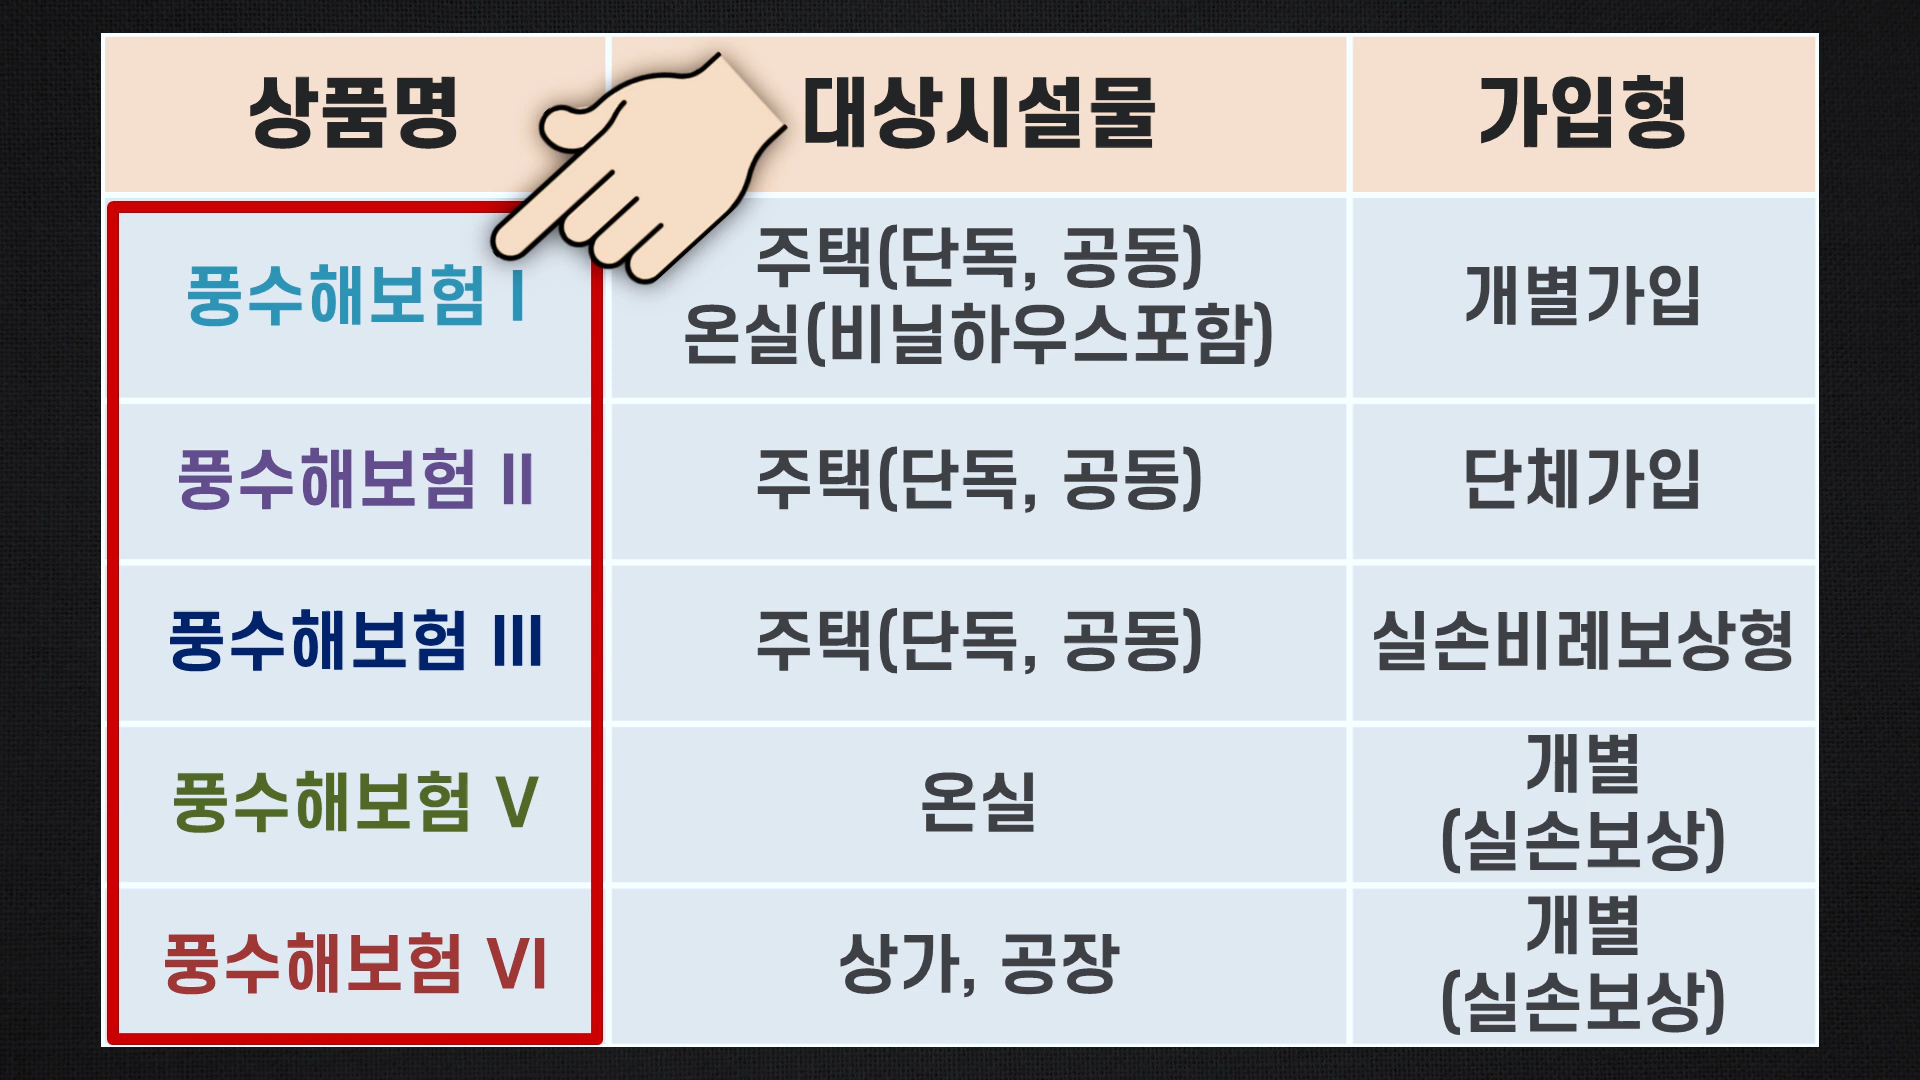 상품명 대상시설물 가입형
풍수해보험 I 주택(단독, 공동) 개별가입
온실(비닐하우스포함)
풍수해보험 II 주택(단독, 공동) 단체가입
풍수해보험 III 주택(단독, 공동) 실손비례보상형
풍수해보험 V 온실 개별
(실손보상)
풍수해보험 VI 상가, 공장 개별
(실손보상)